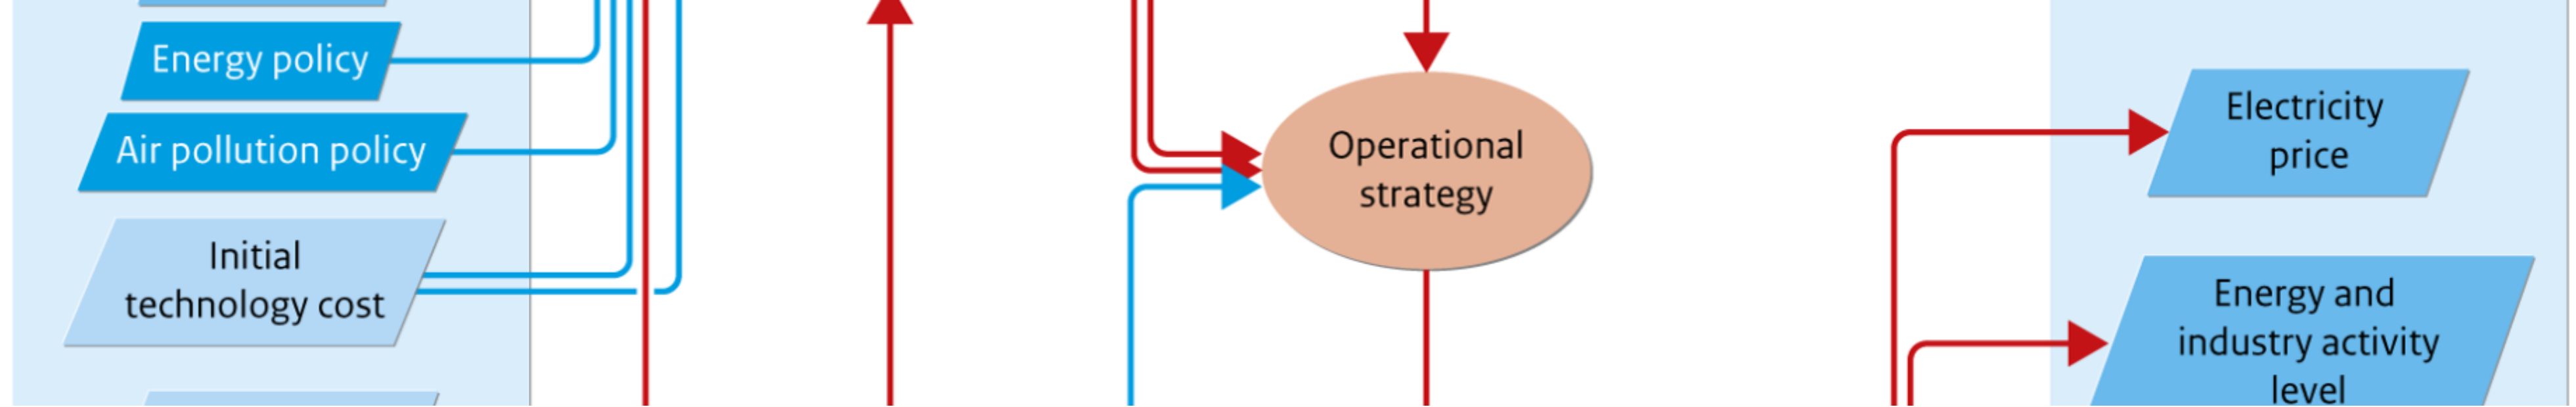 Energy policy
Air pollution policy
Initial
technology cost
Operational
strategy
Electricity
price
Energy and
industry activity
level